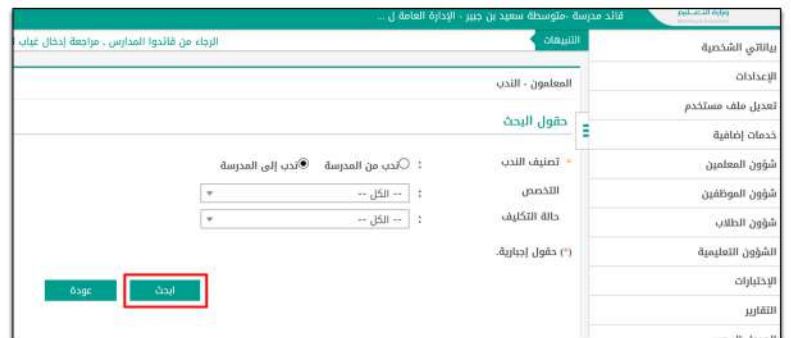 وزارة التعليم
قائد مدرسة -متوسطة سعيد بن جبير - الإدارة العامة ل ...
التنبيهات
الرجاء من قائدوا المدارس . مراجعة إدخال غياب
بياناتي الشخصية
الإعدادات
تعديل ملف مستخدم
خدمات إضافية
شؤون المعلمين
شؤون الموظفين
شؤون الطلاب
الشؤون التعليمية
الإختبارات
التقارير
المعلمون - الندب
حقول البحث
* تصنيف الندب : ندب من المدرسة ندب إلى المدرسة
التخصص : -- الكل --
حالة التكليف : -- الكل --
(*) حقول إجبارية.
ابحث
عودة